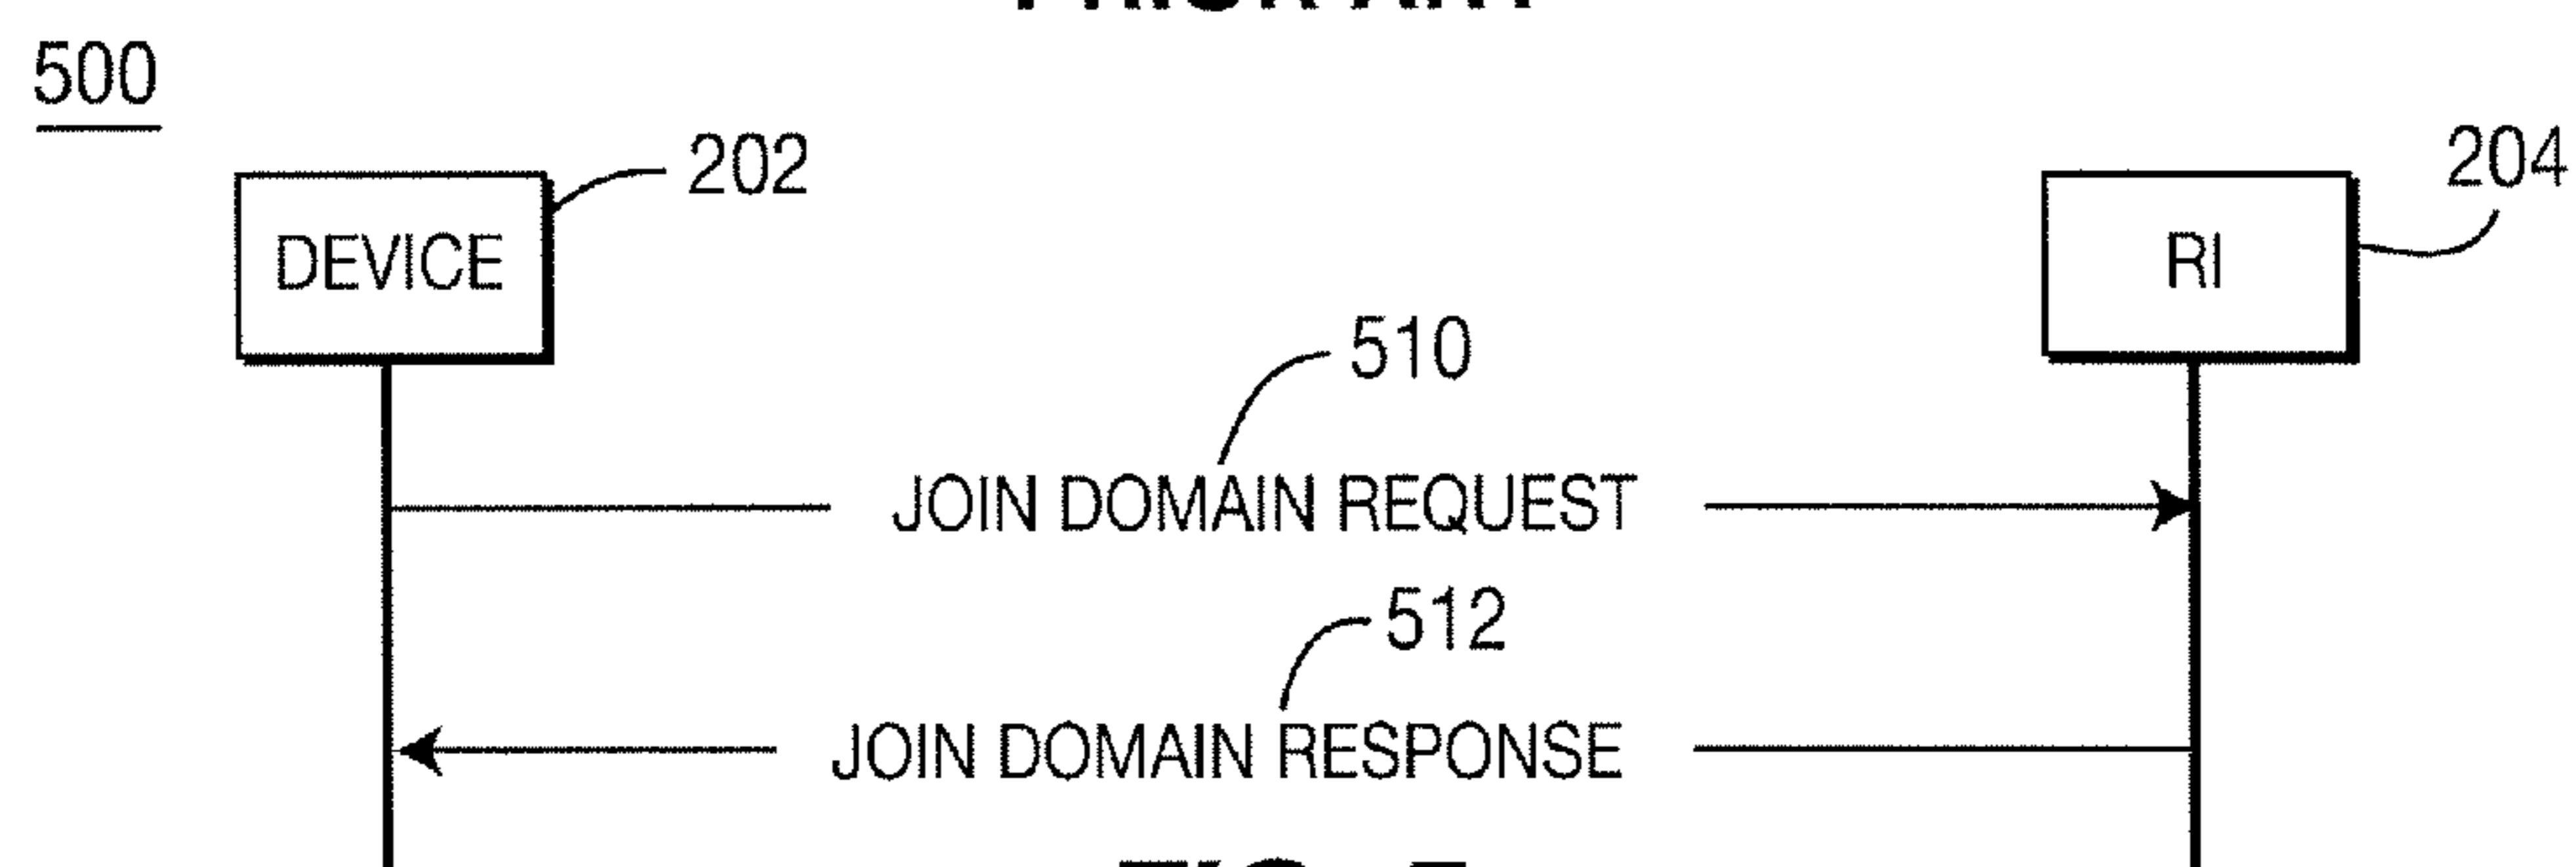 500
202
204
DEVICE
RI
510
JOIN DOMAIN REQUEST
512
JOIN DOMAIN RESPONSE